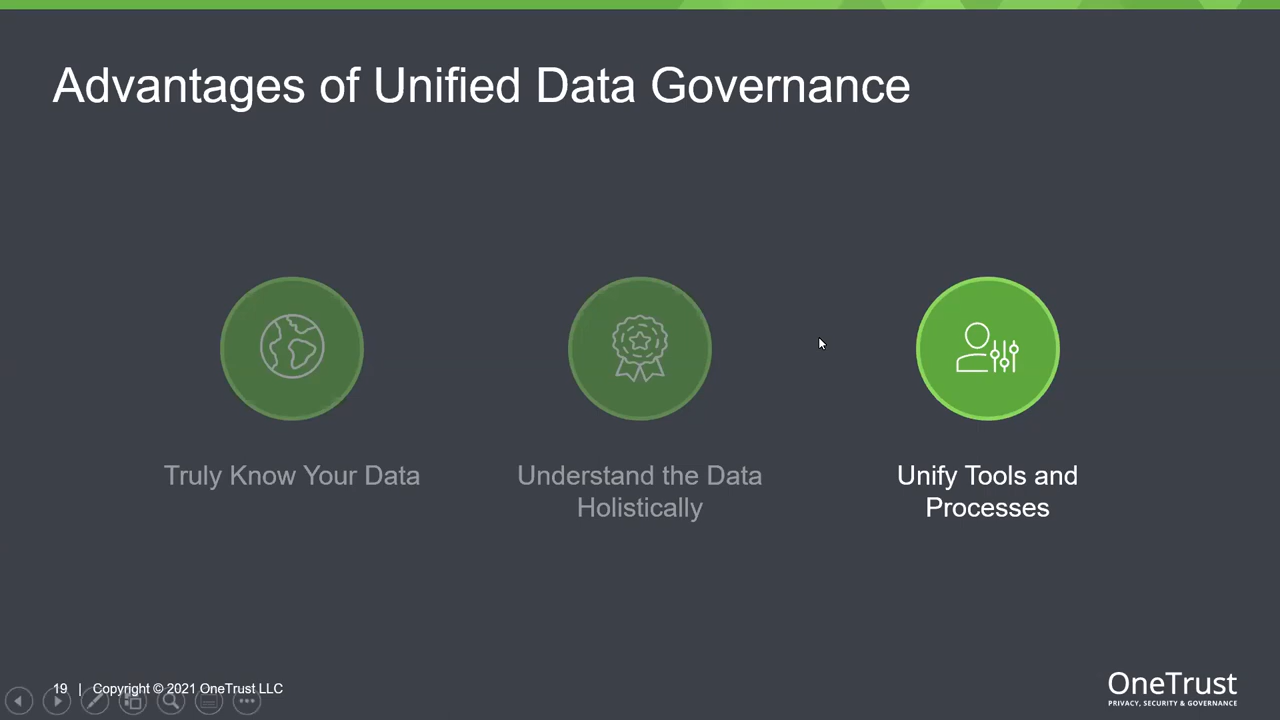 Advantages of Unified Data Governance
Truly Know Your Data
Understand the Data
Holistically
Unify Tools and
Processes
19 | Copyright © 2021 OneTrust LLC
OneTrust
PRIVACY, SECURITY & GOVERNANCE